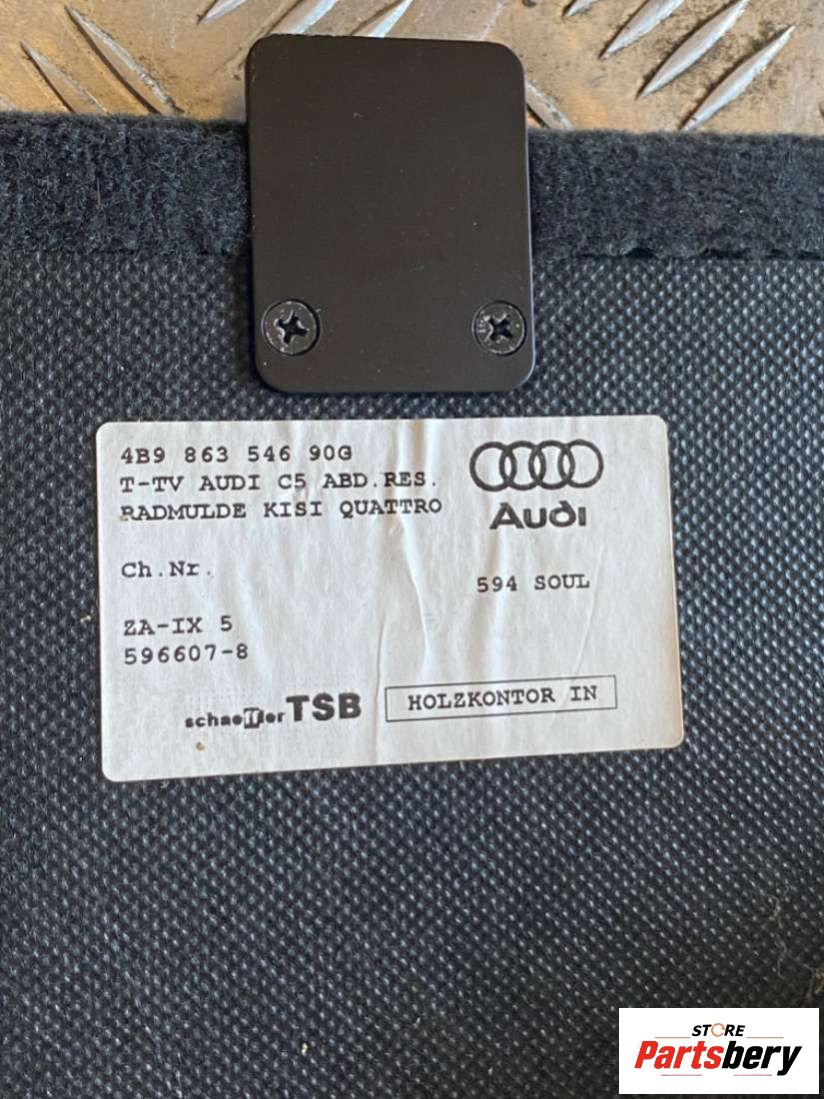 4B9 863 546 90G
T-TV AUDI C5 ABD.RES.
RADMULDE KISI QUATTRO
Audi
Ch.Nr.
594 SOUL
ZA-IX 5
596607-8
schaeffler TSB
HOLZKONTOR IN
STORE
Partsbery